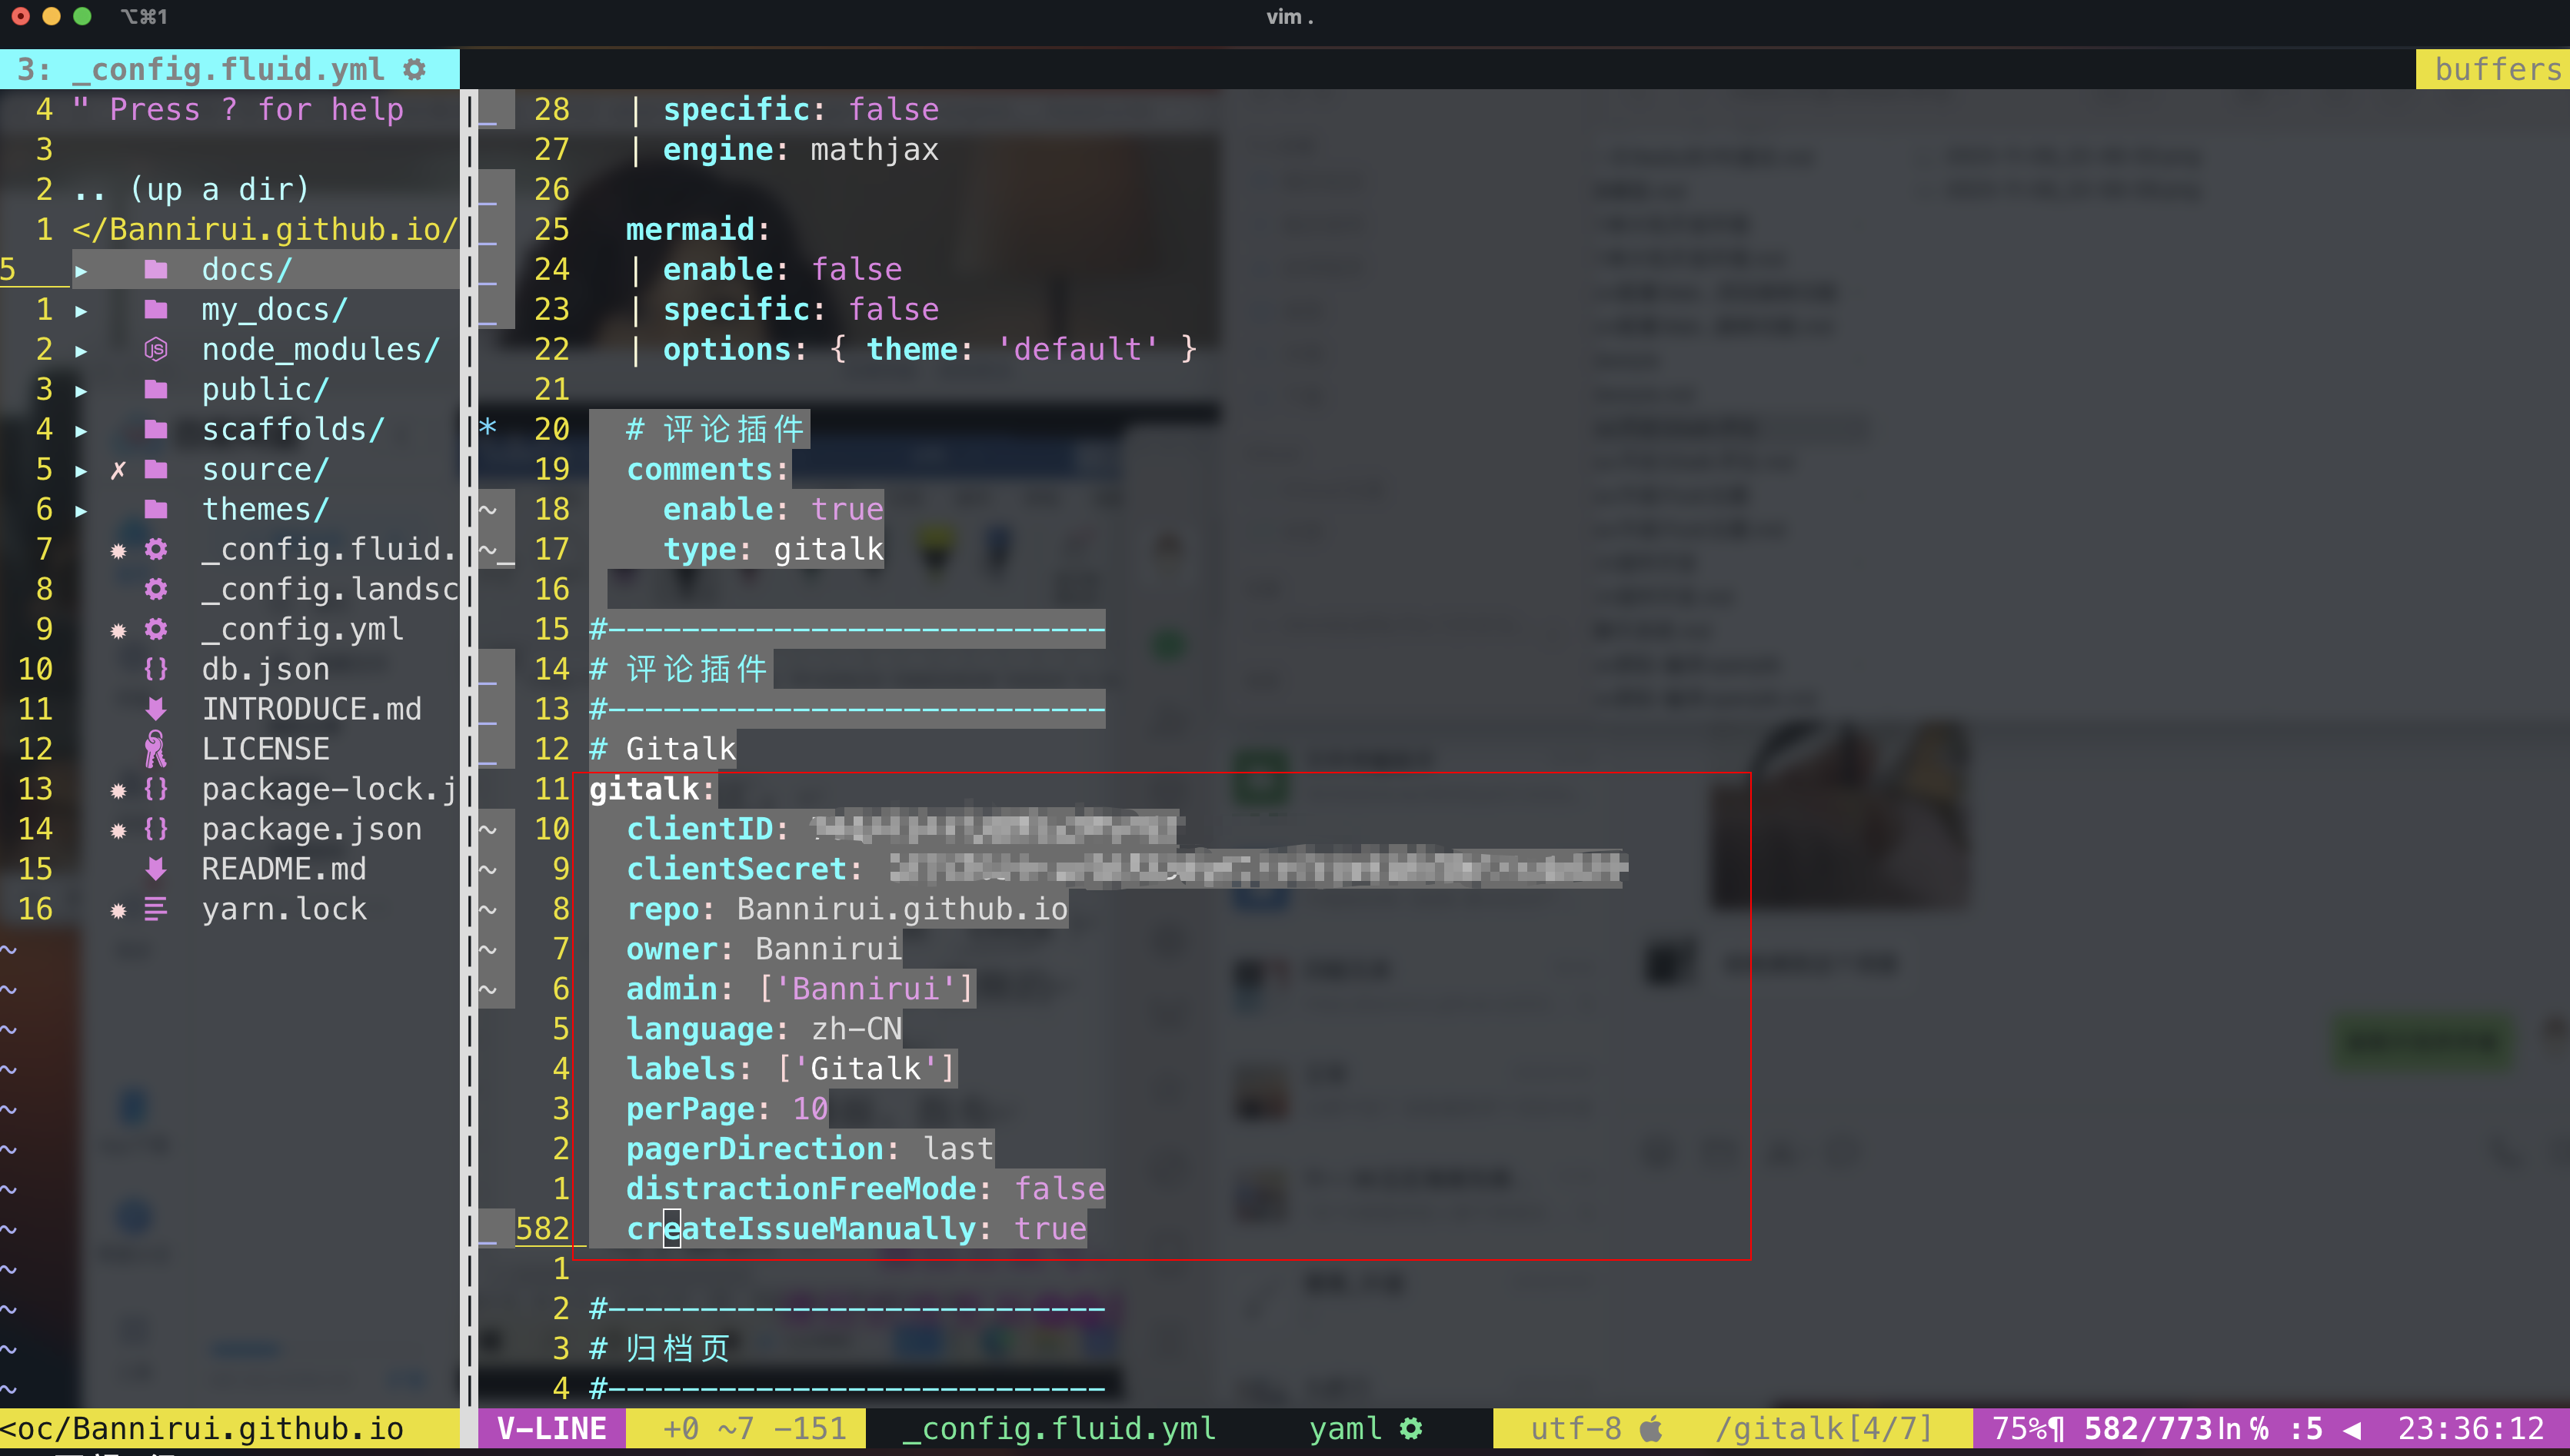 ⌥⌘1
vim .
3: _config.fluid.yml
buffers
4 " Press ? for help
3
2 .. (up a dir)
1 </Bannirui.github.io/
5 ▸ docs/
1 ▸ my_docs/
2 ▸ node_modules/
3 ▸ public/
4 ▸ scaffolds/
5 ▸ ✗ source/
6 ▸ themes/
7 ✹ _config.fluid.
8 _config.landsc
9 ✹ _config.yml
10 {} db.json
11 INTRODUCE.md
12 LICENSE
13 ✹ {} package-lock.j
14 ✹ {} package.json
15 README.md
16 ✹ yarn.lock
~
~
~
~
~
~
~
~
~
~
~
~
<oc/Bannirui.github.io
_ 28 | specific: false
27 | engine: mathjax
_ 26
_ 25 mermaid:
_ 24 | enable: false
_ 23 | specific: false
22 | options: { theme: 'default' }
21
* 20 # 评论插件
19 comments:
~ 18 enable: true
~_ 17 type: gitalk
16
15 #---------------------------
_ 14 # 评论插件
_ 13 #---------------------------
_ 12 # Gitalk
11 gitalk:
~ 10 clientID:
~ 9 clientSecret:
~ 8 repo: Bannirui.github.io
~ 7 owner: Bannirui
~ 6 admin: ['Bannirui']
5 language: zh-CN
4 labels: ['Gitalk']
3 perPage: 10
2 pagerDirection: last
1 distractionFreeMode: false
_ 582 createIssueManually: true
1
2 #---------------------------
3 # 归档页
4 #---------------------------
V-LINE +0 ~7 -151 _config.fluid.yml yaml utf-8 /gitalk[4/7] 75%¶ 582/773㏑℅ :5 ◀ 23:36:12